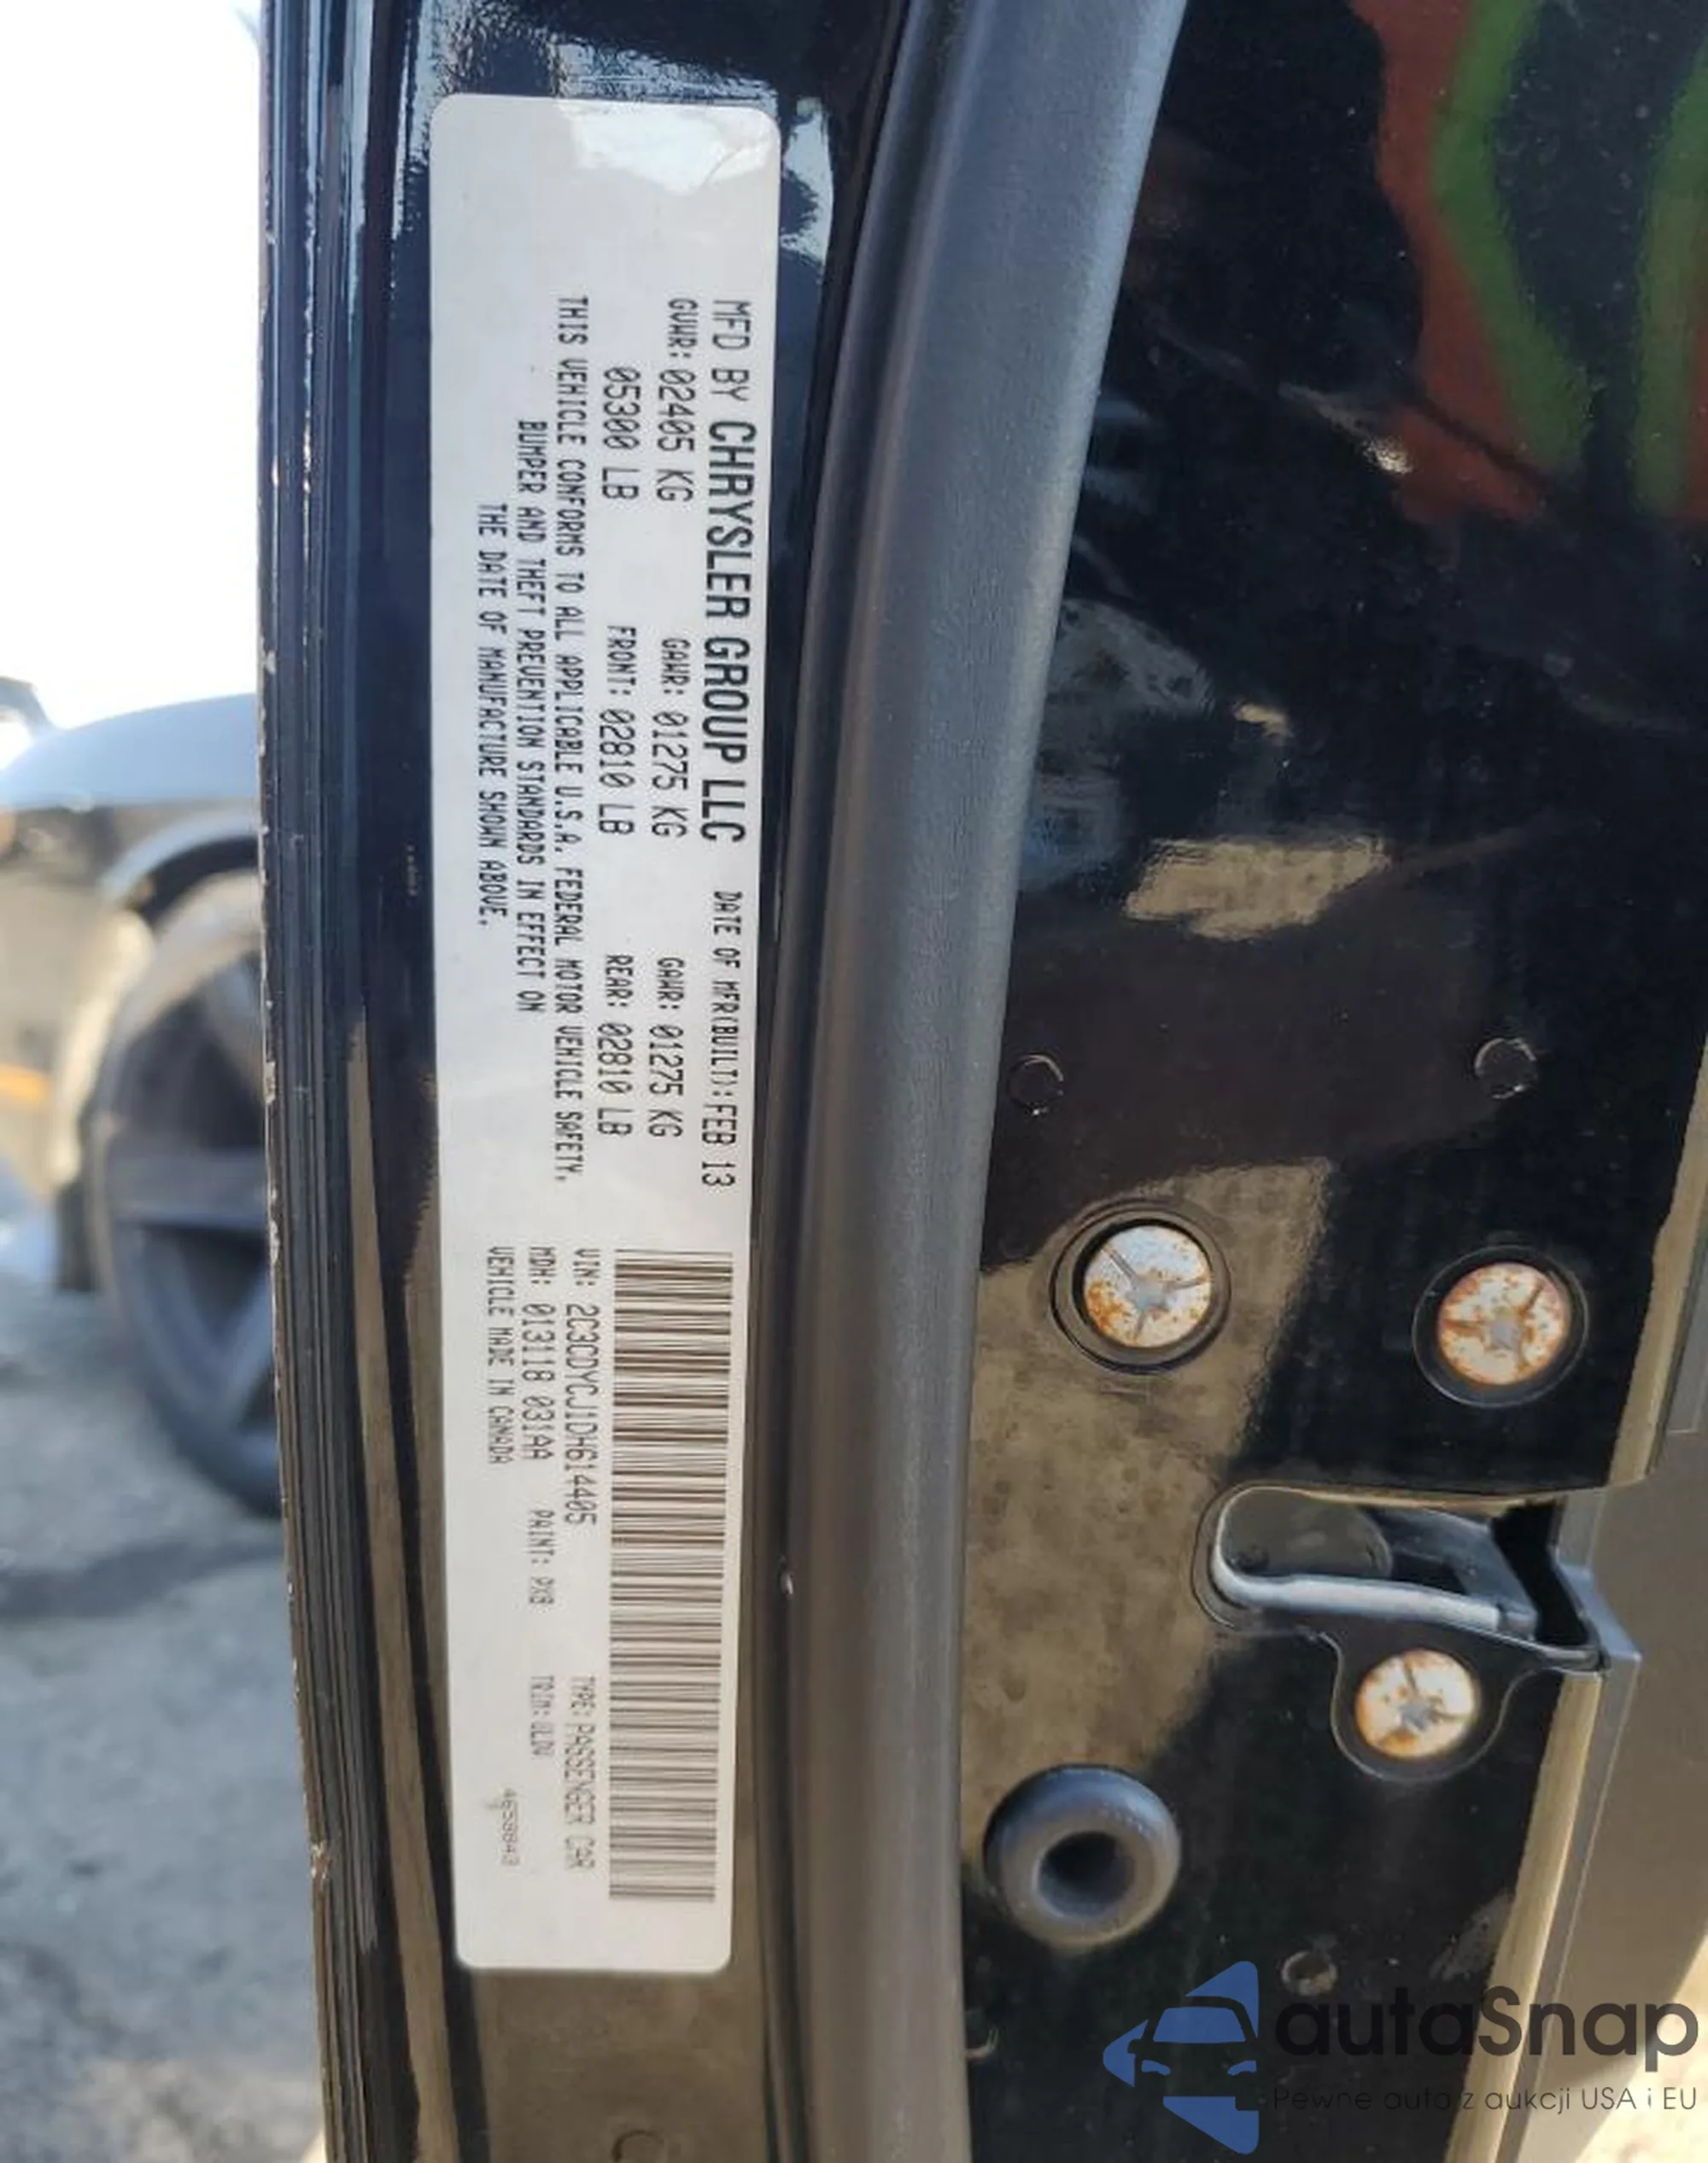 MFD BY CHRYSLER GROUP LLC DATE OF MFR(BUILT):FEB 13
GVWR: 02405 KG GAWR: 01275 KG GAWR: 01275 KG
05300 LB FRONT: 02810 LB REAR: 02810 LB
THIS VEHICLE CONFORMS TO ALL APPLICABLE U.S.A. FEDERAL MOTOR VEHICLE SAFETY,
BUMPER AND THEFT PREVENTION STANDARDS IN EFFECT ON
THE DATE OF MANUFACTURE SHOWN ABOVE.
VIN: 2C3CDYCJ1DH614405 TYPE: PASSENGER CAR
MDH: 013118 031AA PAINT: PX8 TRIM:
VEHICLE MADE IN CANADA
autaSnap
Pewne auta z aukcji USA i EU